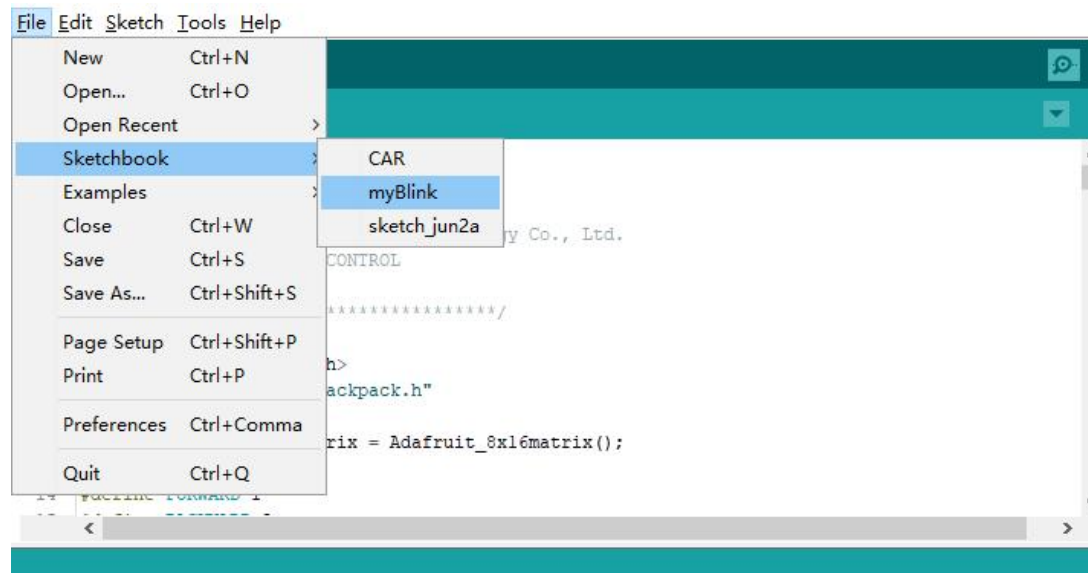 File Edit Sketch Tools Help
New Ctrl+N
Open... Ctrl+O
Open Recent >
Sketchbook >
Examples >
Close Ctrl+W
Save Ctrl+S
Save As... Ctrl+Shift+S
Page Setup Ctrl+Shift+P
Print Ctrl+P
Preferences Ctrl+Comma
Quit Ctrl+Q
CAR
myBlink
sketch_jun2a
y Co., Ltd.
CONTROL
****************/
h>
ackpack.h"
rix = Adafruit_8x16matrix();